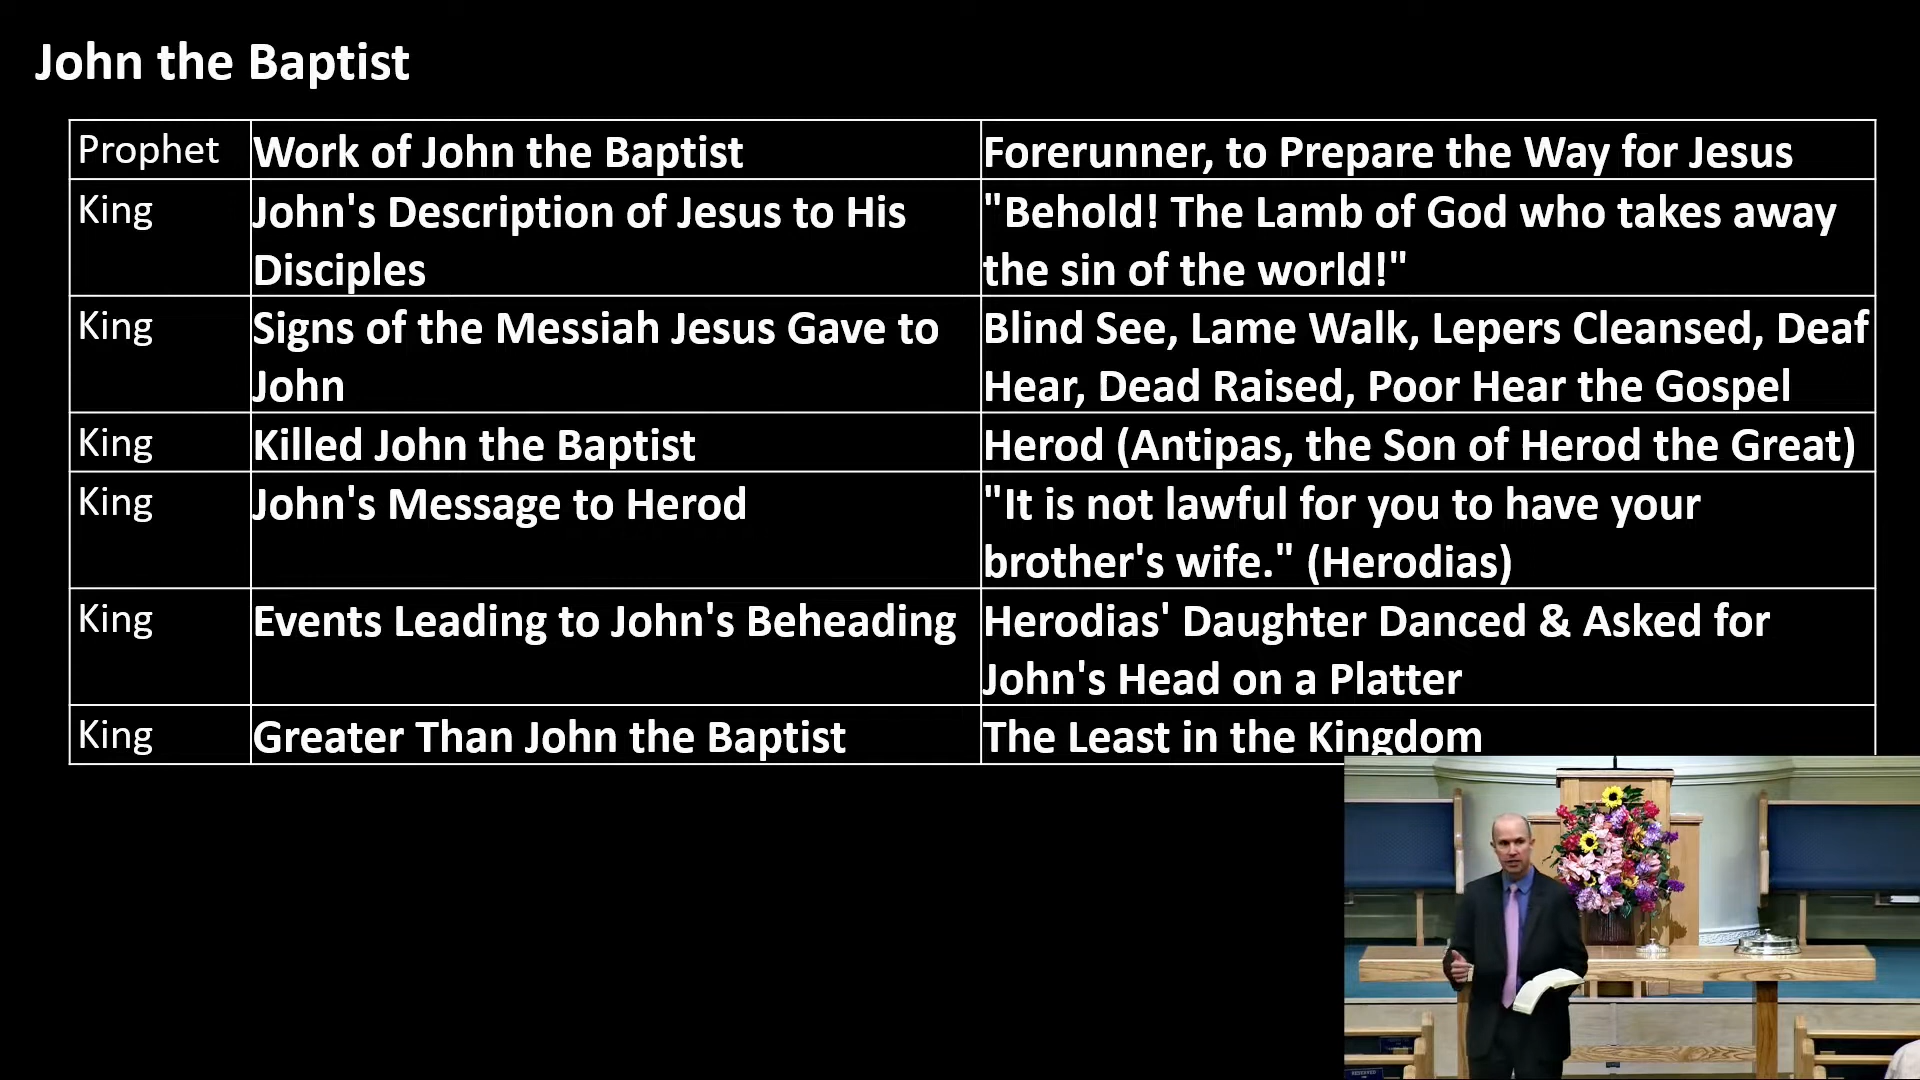 John the Baptist
Prophet Work of John the Baptist Forerunner, to Prepare the Way for Jesus
King John's Description of Jesus to His "Behold! The Lamb of God who takes away
Disciples the sin of the world!"
King Signs of the Messiah Jesus Gave to Blind See, Lame Walk, Lepers Cleansed, Deaf
John Hear, Dead Raised, Poor Hear the Gospel
King Killed John the Baptist Herod (Antipas, the Son of Herod the Great)
King John's Message to Herod "It is not lawful for you to have your
brother's wife." (Herodias)
King Events Leading to John's Beheading Herodias' Daughter Danced & Asked for
John's Head on a Platter
King Greater Than John the Baptist The Least in the Kingdom
RESERVED